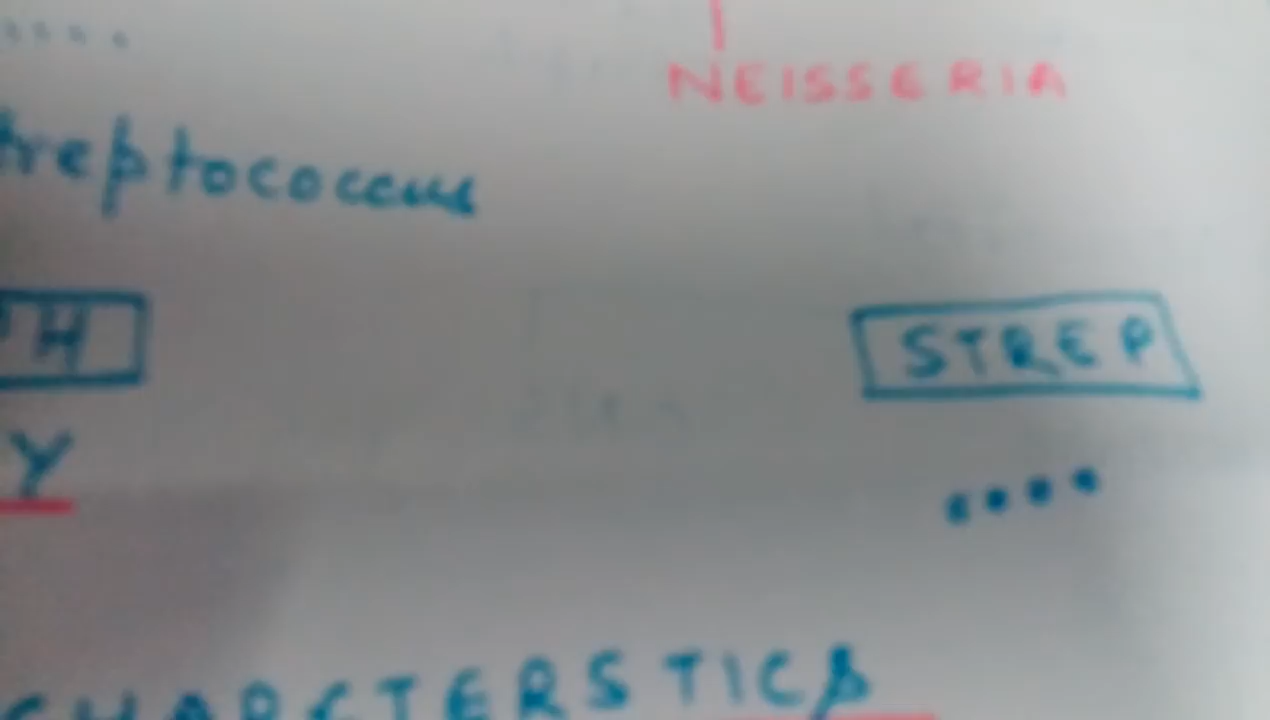 NEISSERIA
treptococcus
H
STREP
Y
CHARCTERSTICS